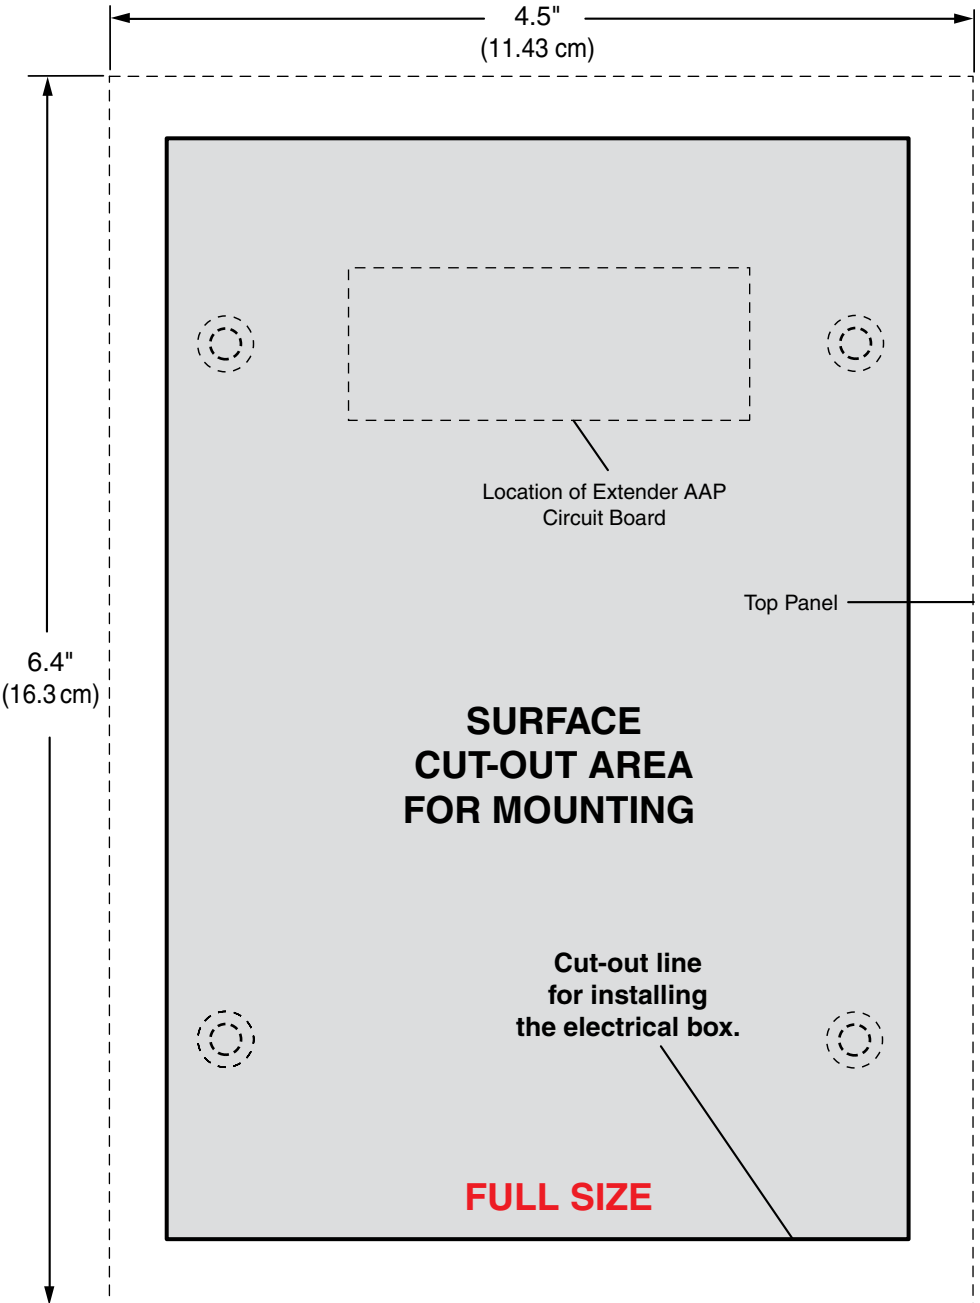 4.5"
(11.43 cm)
Location of Extender AAP
Circuit Board
Top Panel
6.4"
(16.3 cm)
SURFACE
CUT-OUT AREA
FOR MOUNTING
Cut-out line
for installing
the electrical box.
FULL SIZE